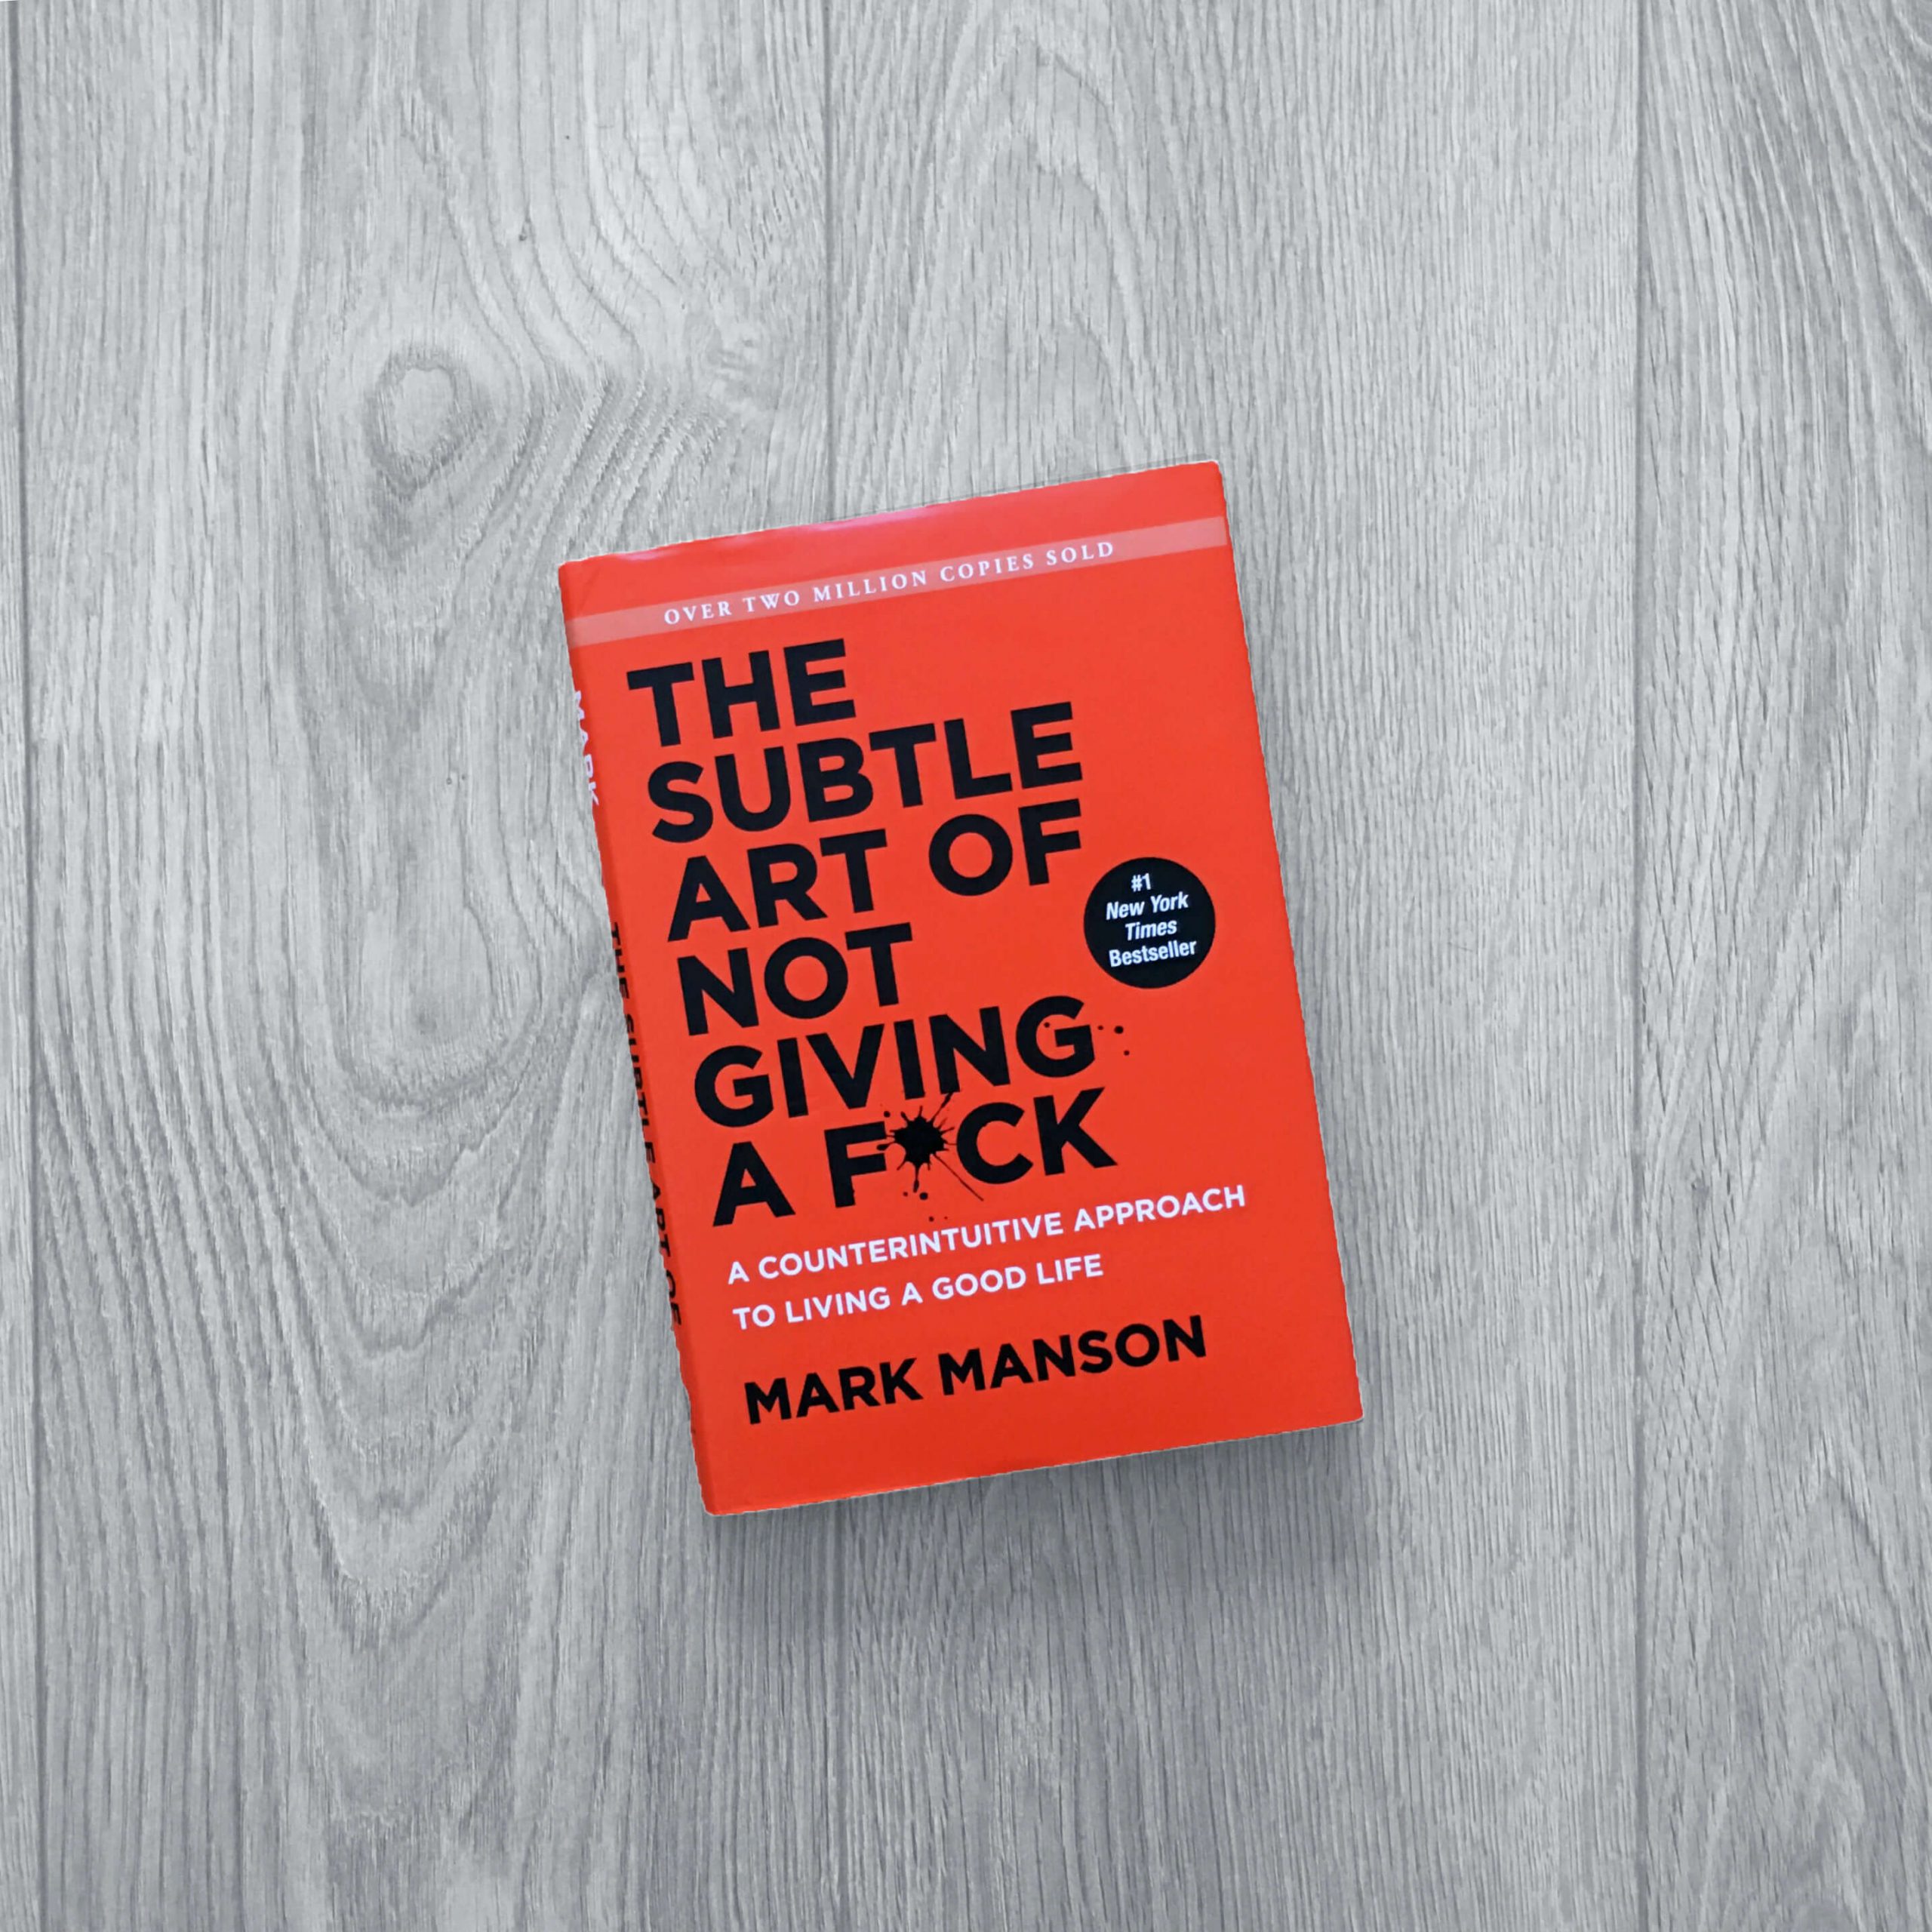 OVER TWO MILLION COPIES SOLD
THE
SUBTLE
ART OF
NOT
GIVING
A F*CK
#1
New York
Times
Bestseller
A COUNTERINTUITIVE APPROACH
TO LIVING A GOOD LIFE
MARK MANSON
MARK
THE SUBTLE ART OF